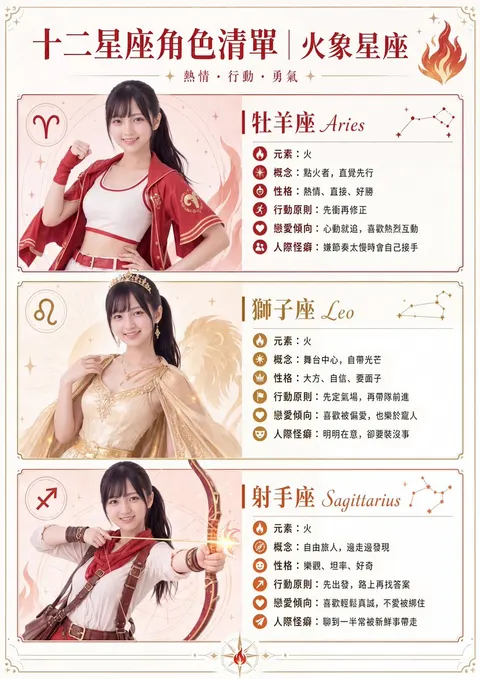 十二星座角色清單｜火象星座
熱情・行動・勇氣
牡羊座 Aries
元素：火
概念：點火者，直覺先行
性格：熱情、直接、好勝
行動原則：先衝再修正
戀愛傾向：心動就追，喜歡熱烈互動
人際怪癖：嫌節奏太慢時會自己接手
獅子座 Leo
元素：火
概念：舞台中心，自帶光芒
性格：大方、自信、要面子
行動原則：先定氣場，再帶隊前進
戀愛傾向：喜歡被偏愛，也樂於寵人
人際怪癖：明明在意，卻要裝沒事
射手座 Sagittarius
元素：火
概念：自由旅人，邊走邊發現
性格：樂觀、坦率、好奇
行動原則：先出發，路上再找答案
戀愛傾向：喜歡輕鬆真誠，不愛被綁住
人際怪癖：聊到一半常被新鮮事帶走